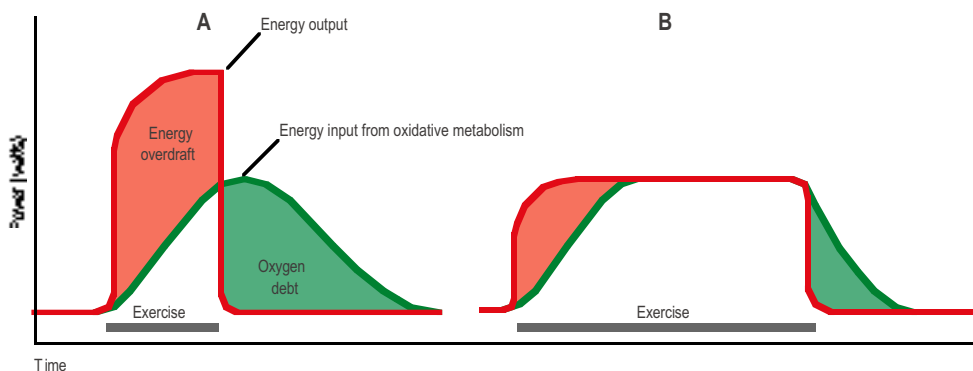 A
Energy output
B
Energy
overdraft
Energy input from oxidative metabolism
Oxygen
debt
Exercise
Exercise
Time